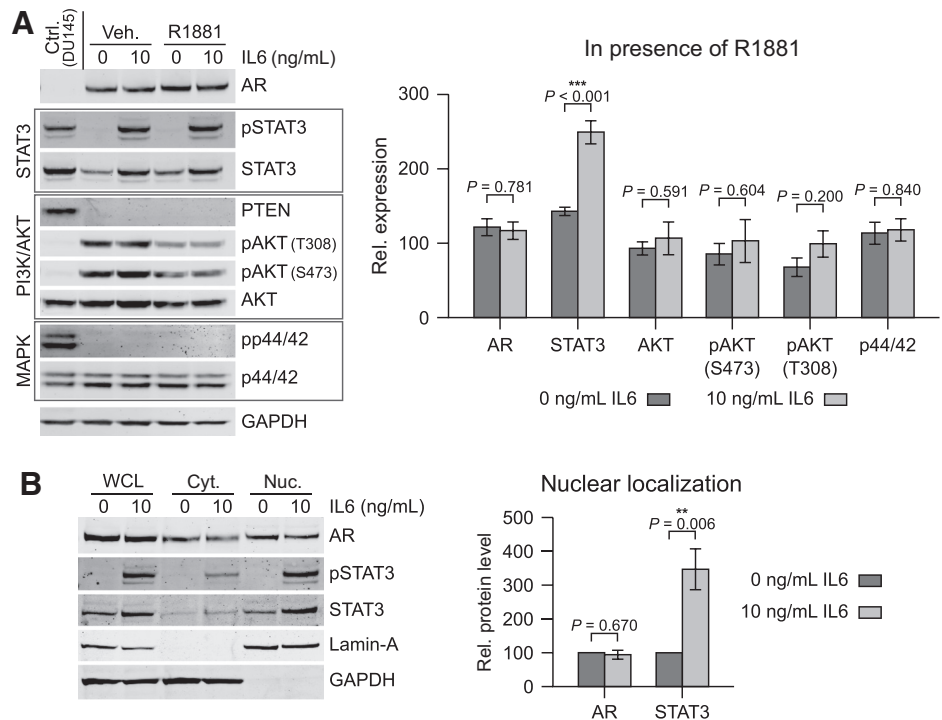 A
Ctrl.
(DU145)
Veh. R1881
0 10 0 10 IL6 (ng/mL)
AR
STAT3
pSTAT3
STAT3
PI3K/AKT
PTEN
pAKT (T308)
pAKT (S473)
AKT
MAPK
pp44/42
p44/42
GAPDH
In presence of R1881
Rel. expression
300
200
100
0
P = 0.781
***
P < 0.001
P = 0.591
P = 0.604
P = 0.200
P = 0.840
AR STAT3 AKT pAKT pAKT p44/42
(S473) (T308)
0 ng/mL IL6 10 ng/mL IL6
B
WCL Cyt. Nuc.
0 10 0 10 0 10 IL6 (ng/mL)
AR
pSTAT3
STAT3
Lamin-A
GAPDH
Nuclear localization
Rel. protein level
500
400
300
200
100
0
P = 0.670
**
P = 0.006
AR STAT3
0 ng/mL IL6
10 ng/mL IL6